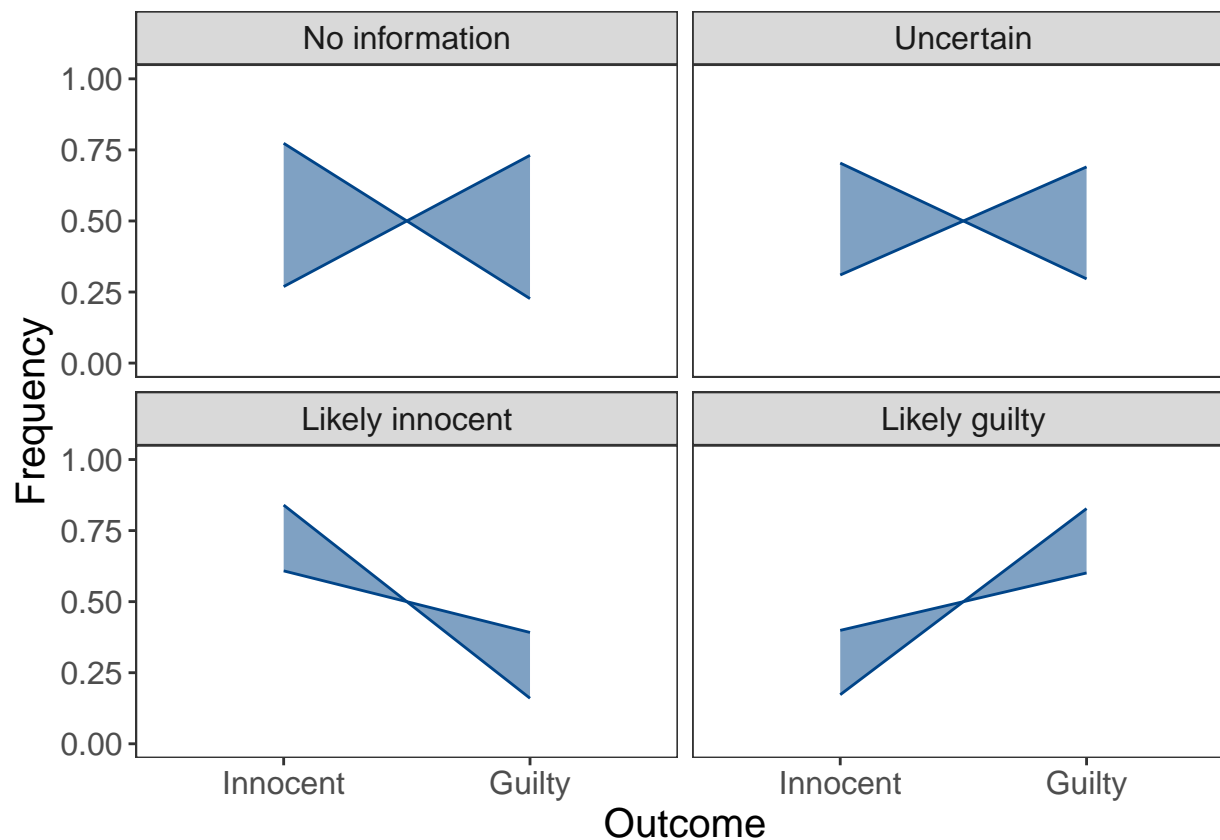 No information
Uncertain
1.00
0.75
0.50
0.25
0.00
Likely innocent
Likely guilty
1.00
0.75
0.50
0.25
0.00
Frequency
Innocent
Guilty
Innocent
Guilty
Outcome